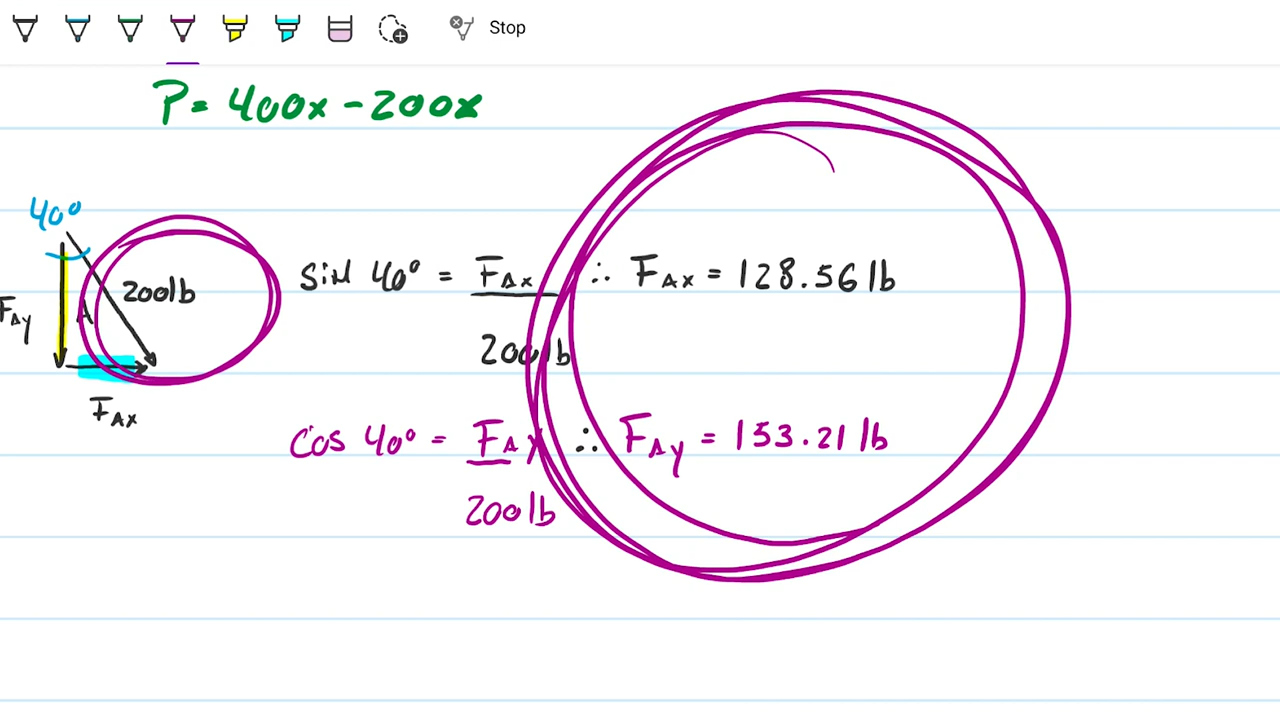 Stop
P = 400x - 200x
40°
200lb
FAy
A
FAx
sin 40° = FAx / 200lb ∴ FAx = 128.56 lb
Cos 40° = FAy / 200lb ∴ FAy = 153.21 lb